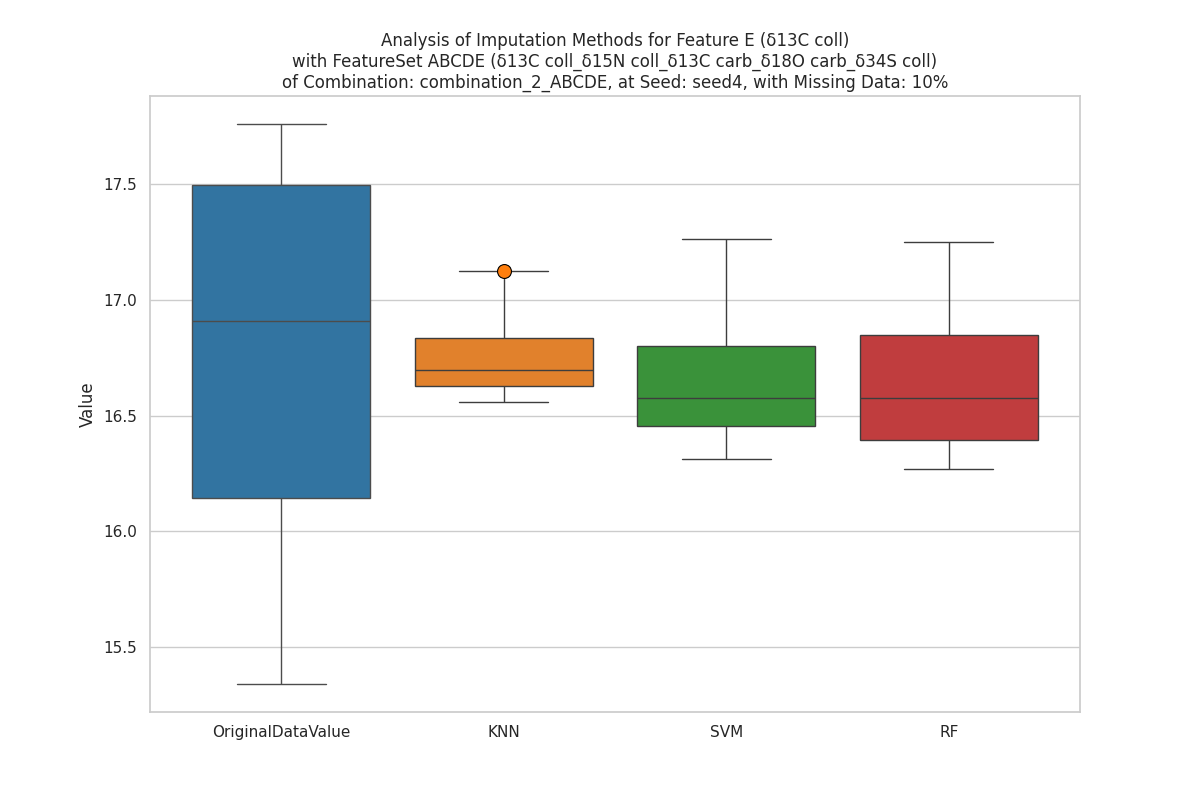 Analysis of Imputation Methods for Feature E (δ13C coll)
with FeatureSet ABCDE (δ13C coll_δ15N coll_δ13C carb_δ18O carb_δ34S coll)
of Combination: combination_2_ABCDE, at Seed: seed4, with Missing Data: 10%
Value
17.5
17.0
16.5
16.0
15.5
OriginalDataValue
KNN
SVM
RF